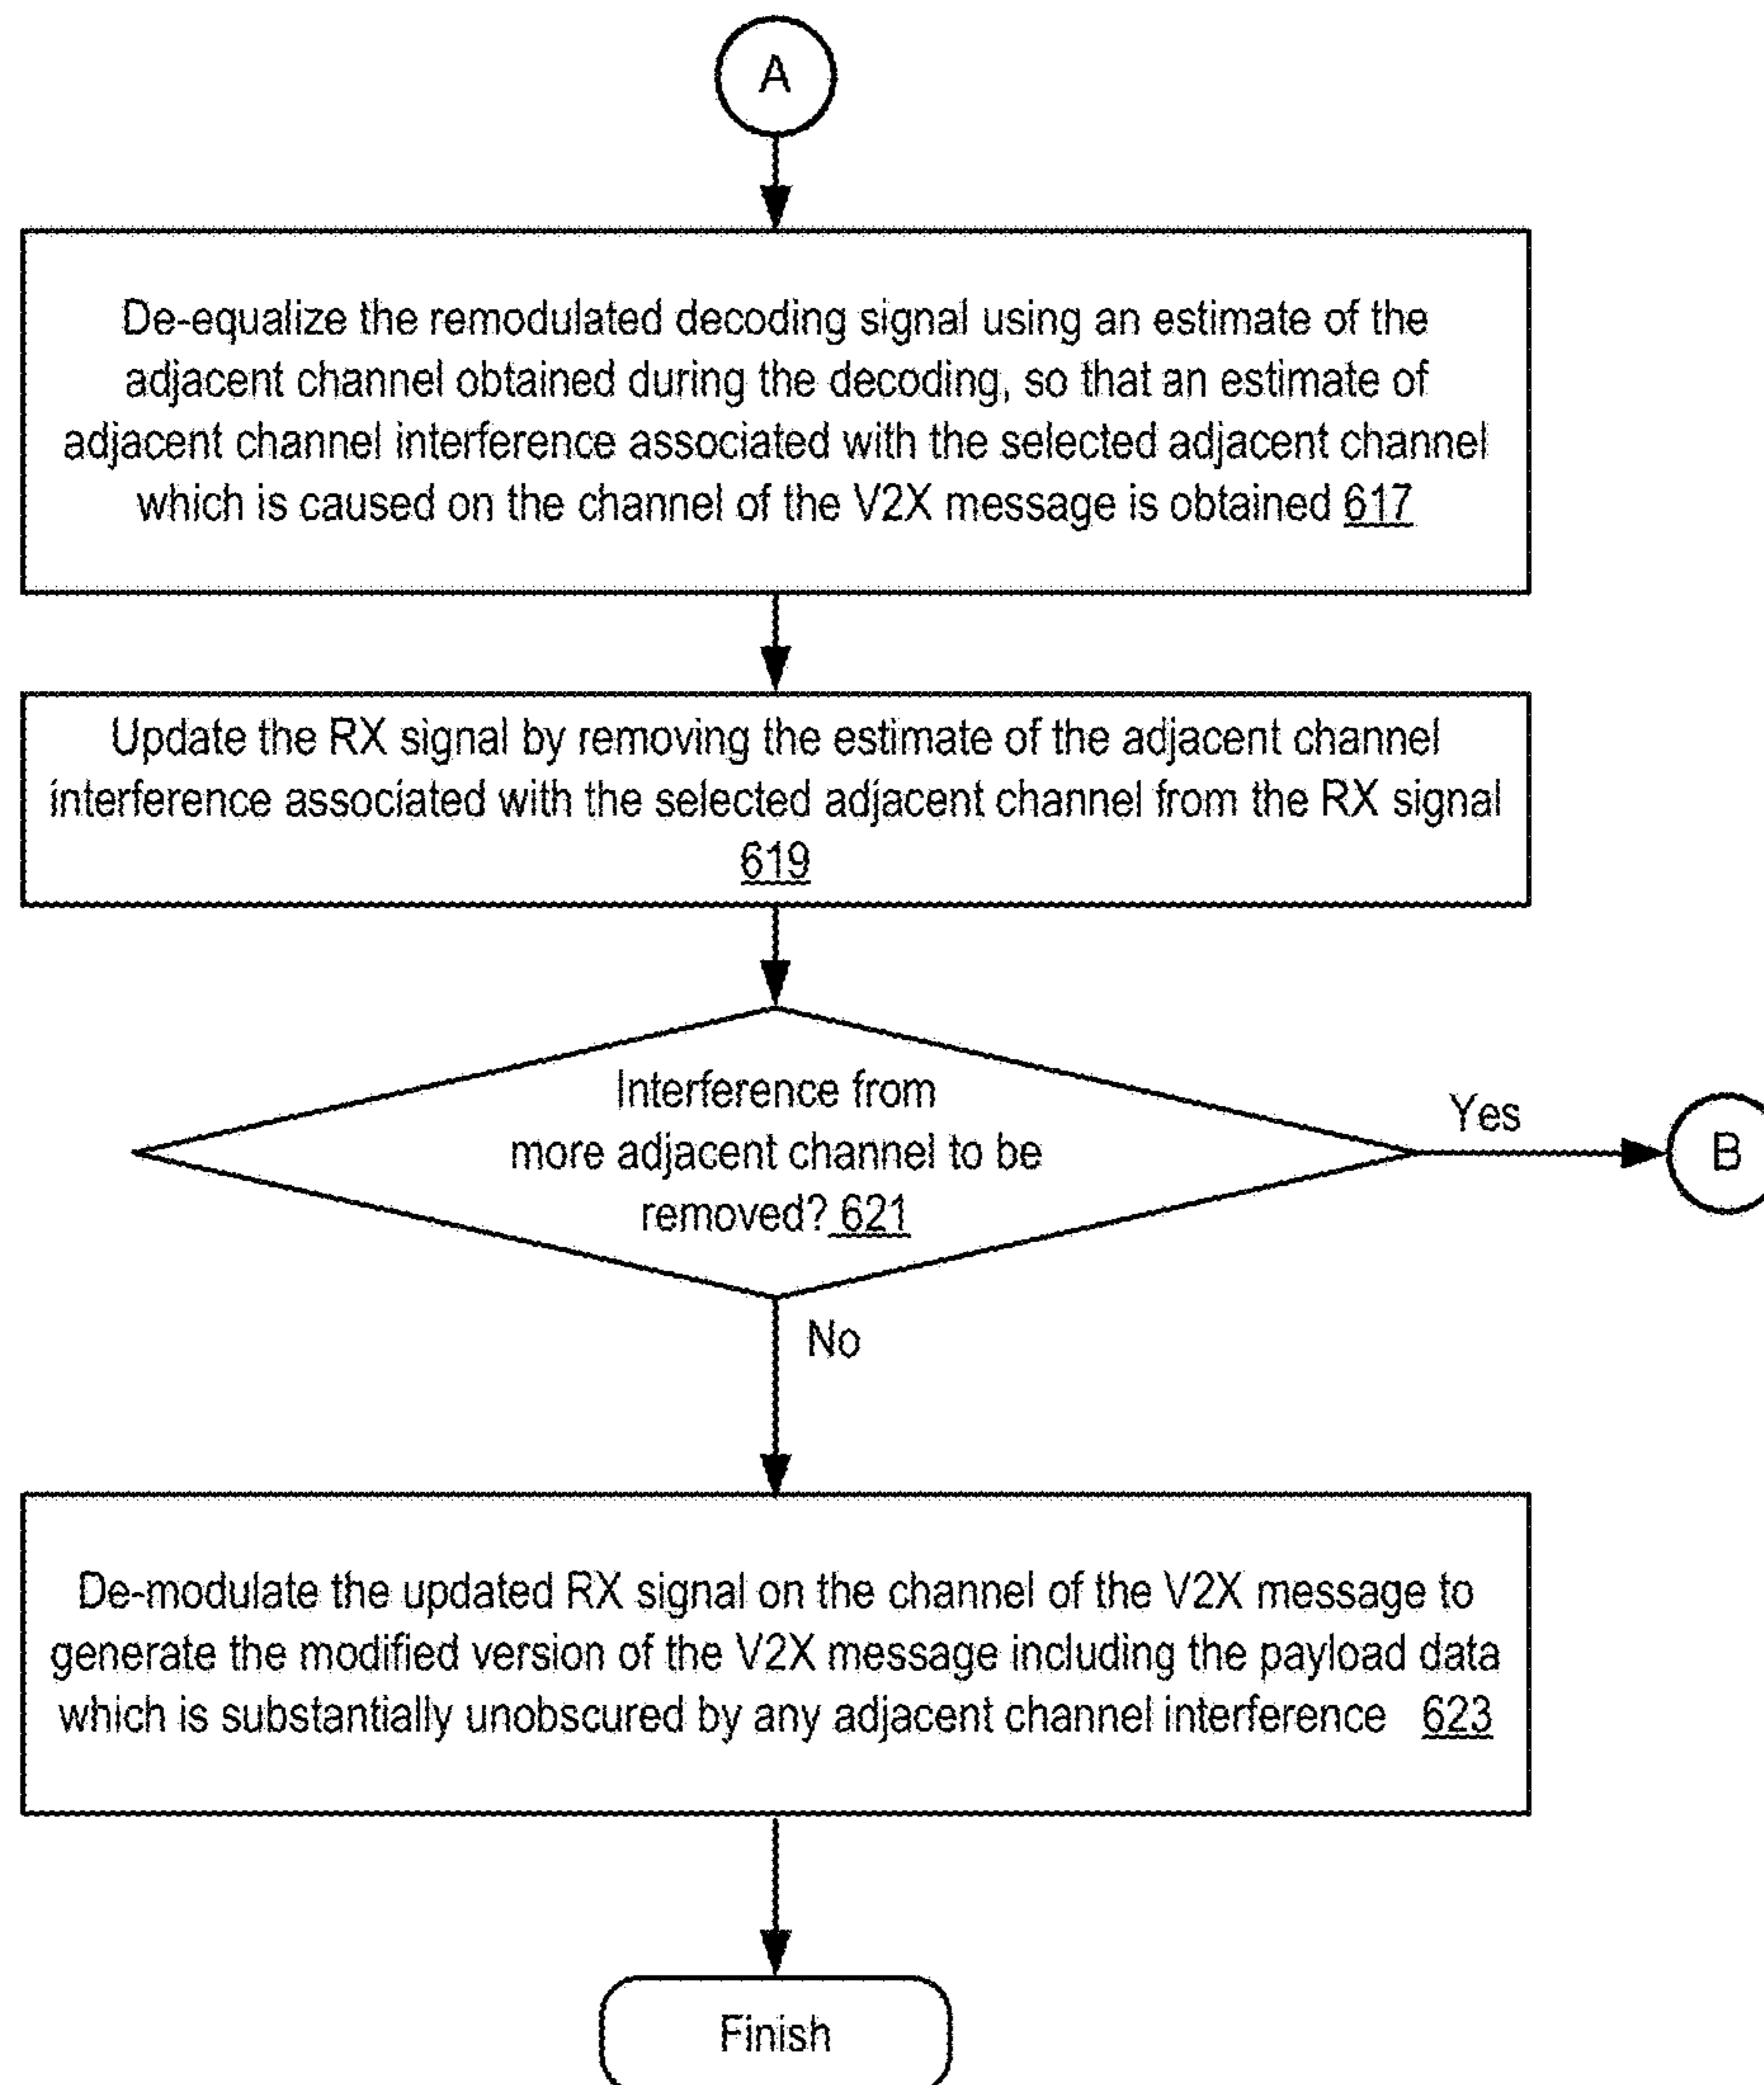 A
De-equalize the remodulated decoding signal using an estimate of the
adjacent channel obtained during the decoding, so that an estimate of
adjacent channel interference associated with the selected adjacent channel
which is caused on the channel of the V2X message is obtained 617
Update the RX signal by removing the estimate of the adjacent channel
interference associated with the selected adjacent channel from the RX signal
619
Interference from
more adjacent channel to be
removed? 621
Yes
B
No
De-modulate the updated RX signal on the channel of the V2X message to
generate the modified version of the V2X message including the payload data
which is substantially unobscured by any adjacent channel interference 623
Finish